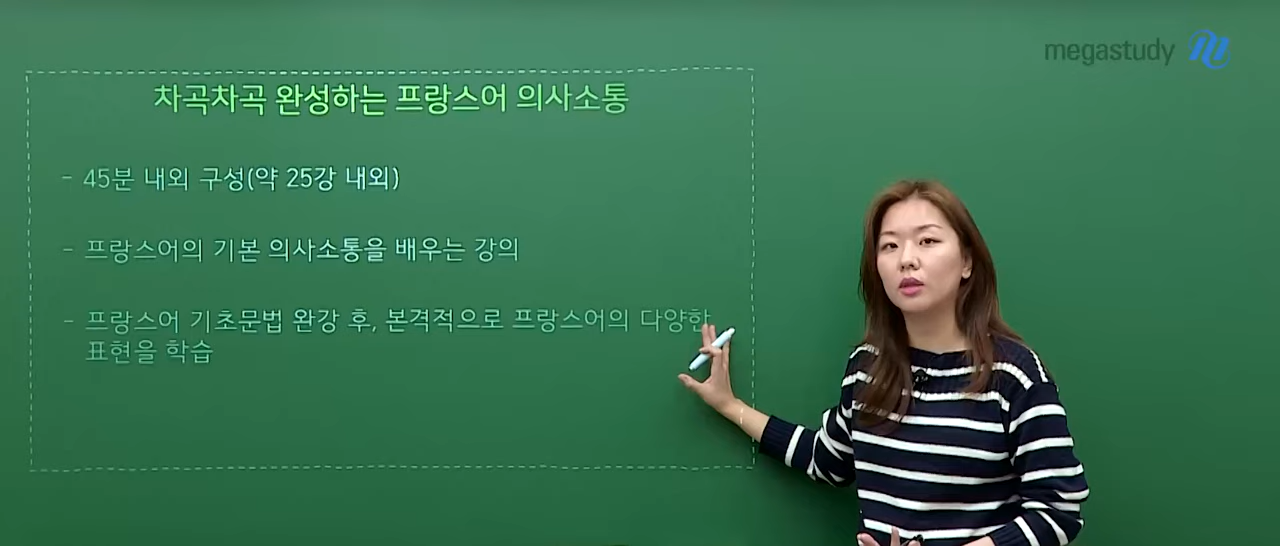 megastudy
차곡차곡 완성하는 프랑스어 의사소통
- 45분 내외 구성(약 25강 내외)
- 프랑스어의 기본 의사소통을 배우는 강의
- 프랑스어 기초문법 완강 후, 본격적으로 프랑스어의 다양한
표현을 학습